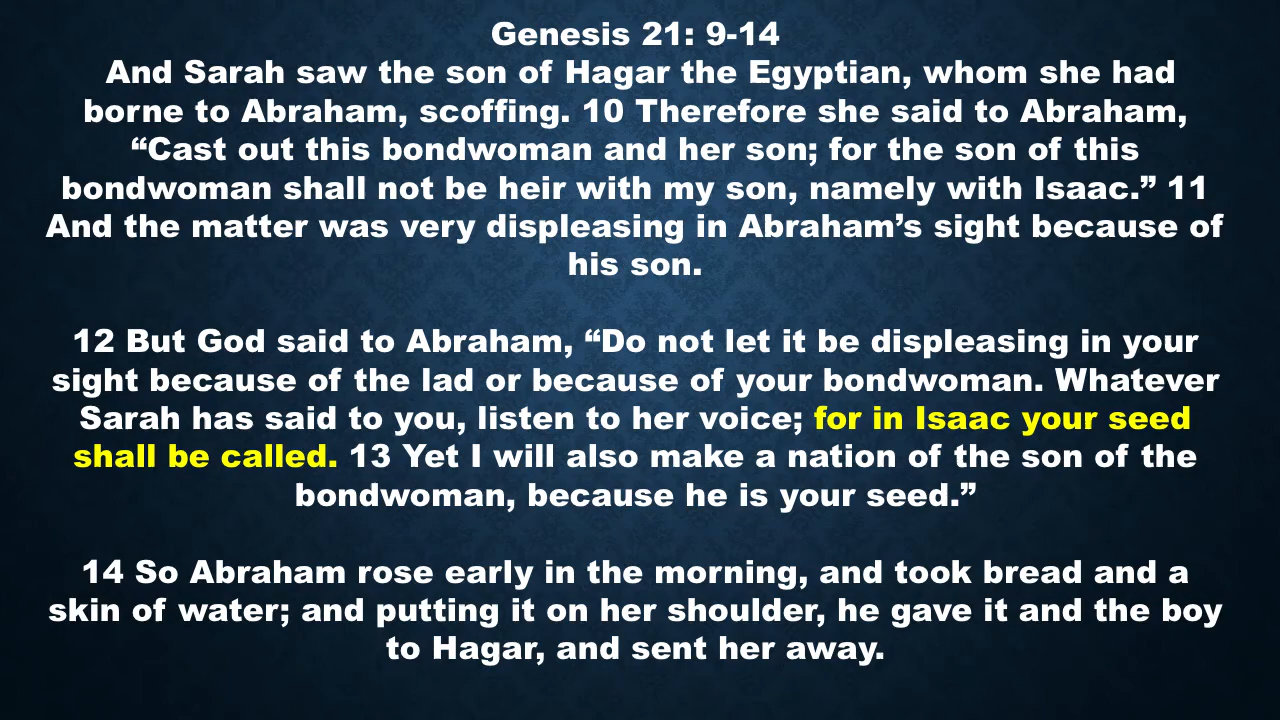 Genesis 21: 9-14
And Sarah saw the son of Hagar the Egyptian, whom she had
borne to Abraham, scoffing. 10 Therefore she said to Abraham,
“Cast out this bondwoman and her son; for the son of this
bondwoman shall not be heir with my son, namely with Isaac.” 11
And the matter was very displeasing in Abraham’s sight because of
his son.
12 But God said to Abraham, “Do not let it be displeasing in your
sight because of the lad or because of your bondwoman. Whatever
Sarah has said to you, listen to her voice; for in Isaac your seed
shall be called. 13 Yet I will also make a nation of the son of the
bondwoman, because he is your seed.”
14 So Abraham rose early in the morning, and took bread and a
skin of water; and putting it on her shoulder, he gave it and the boy
to Hagar, and sent her away.